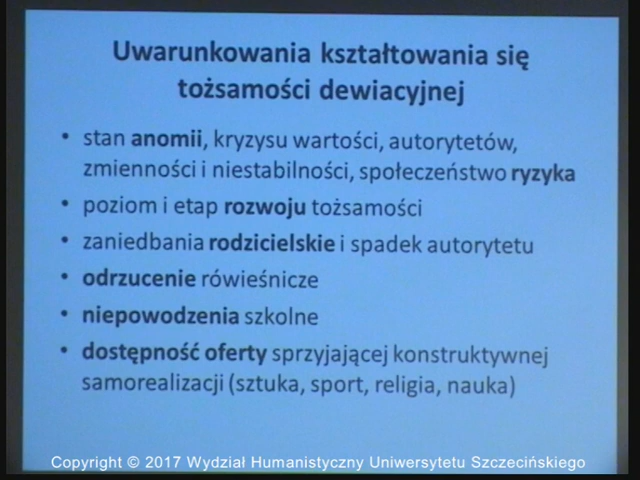 Uwarunkowania kształtowania się
tożsamości dewiacyjnej
• stan anomii, kryzysu wartości, autorytetów,
zmienności i niestabilności, społeczeństwo ryzyka
• poziom i etap rozwoju tożsamości
• zaniedbania rodzicielskie i spadek autorytetu
• odrzucenie rówieśnicze
• niepowodzenia szkolne
• dostępność oferty sprzyjającej konstruktywnej
samorealizacji (sztuka, sport, religia, nauka)
Copyright © 2017 Wydział Humanistyczny Uniwersytetu Szczecińskiego